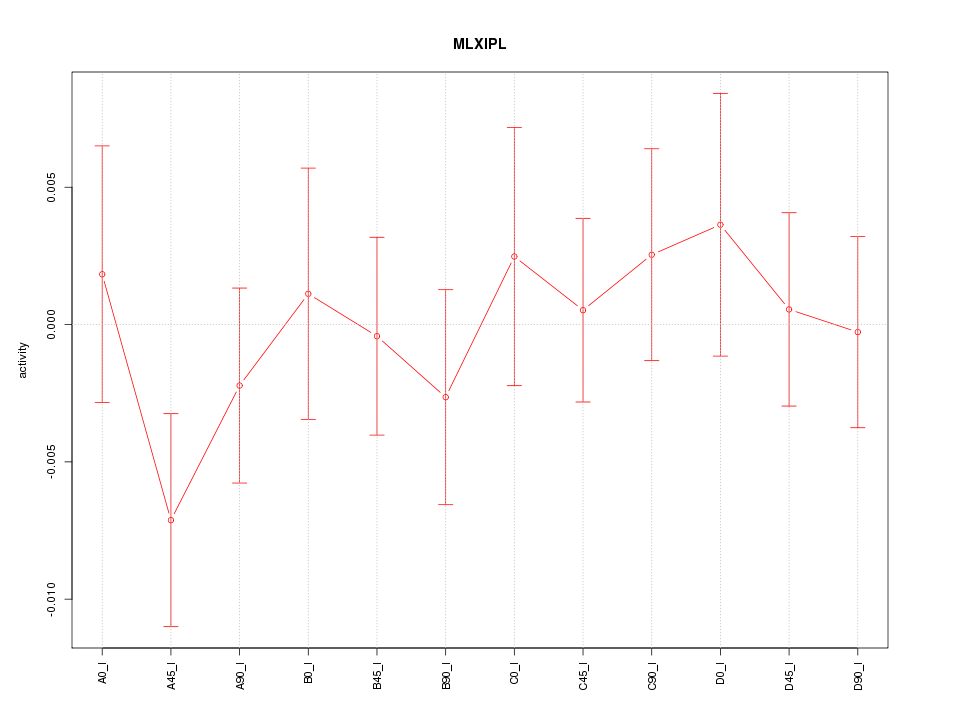 MLXIPL
activity
0.005
0.000
-0.005
-0.010
A0_I
A45_I
A90_I
B0_I
B45_I
B90_I
C0_I
C45_I
C90_I
D0_I
D45_I
D90_I